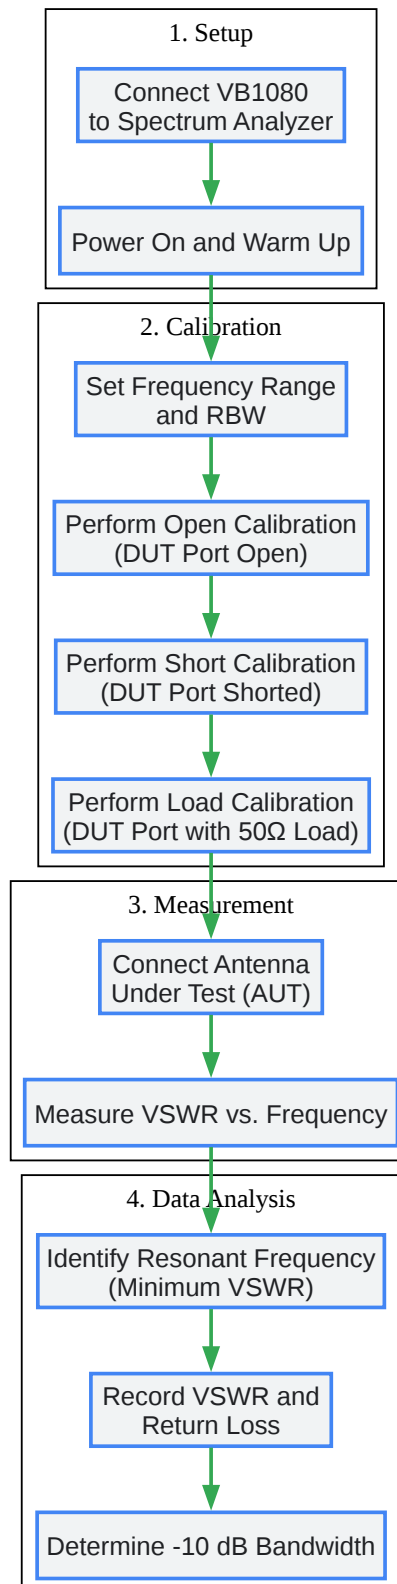 1. Setup
Connect VB1080
to Spectrum Analyzer
Power On and Warm Up
2. Calibration
Set Frequency Range
and RBW
Perform Open Calibration
(DUT Port Open)
Perform Short Calibration
(DUT Port Shorted)
Perform Load Calibration
(DUT Port with 50Ω Load)
3. Measurement
Connect Antenna
Under Test (AUT)
Measure VSWR vs. Frequency
4. Data Analysis
Identify Resonant Frequency
(Minimum VSWR)
Record VSWR and
Return Loss
Determine -10 dB Bandwidth